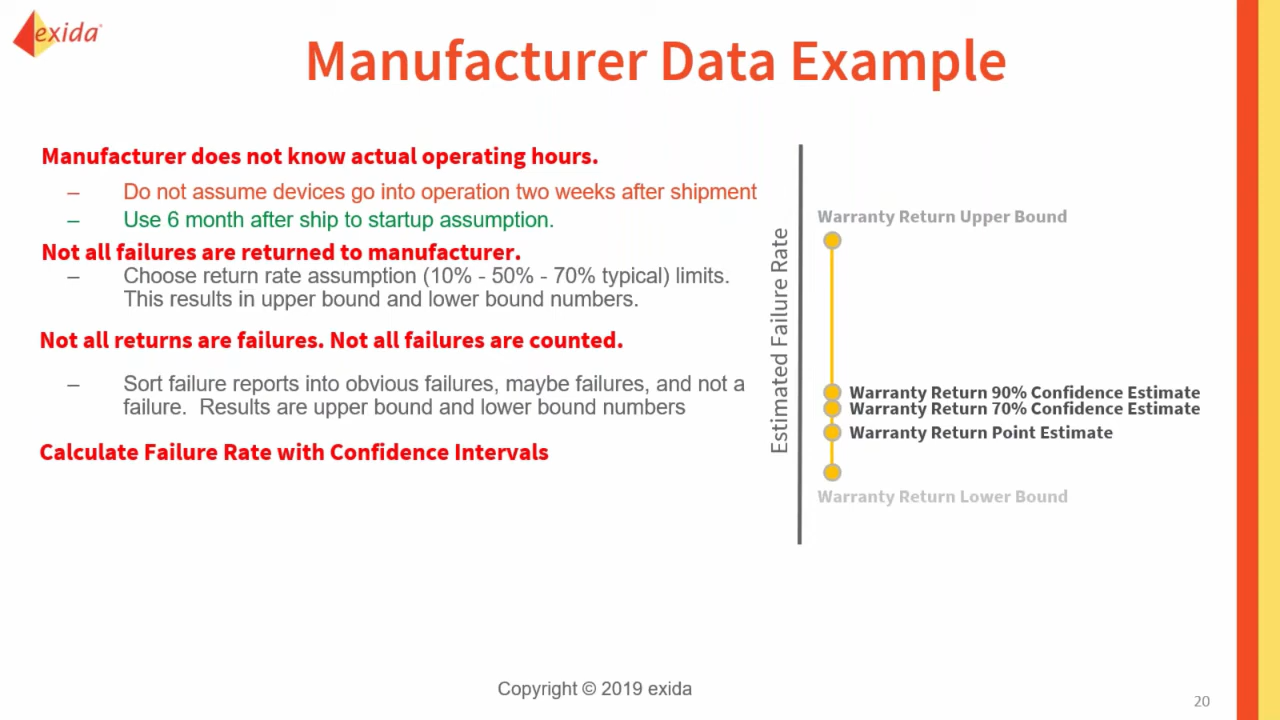 exida
Manufacturer Data Example
Manufacturer does not know actual operating hours.
– Do not assume devices go into operation two weeks after shipment
– Use 6 month after ship to startup assumption.
Not all failures are returned to manufacturer.
– Choose return rate assumption (10% - 50% - 70% typical) limits.
This results in upper bound and lower bound numbers.
Not all returns are failures. Not all failures are counted.
– Sort failure reports into obvious failures, maybe failures, and not a
failure.  Results are upper bound and lower bound numbers
Calculate Failure Rate with Confidence Intervals
Estimated Failure Rate
Warranty Return Upper Bound
Warranty Return 90% Confidence Estimate
Warranty Return 70% Confidence Estimate
Warranty Return Point Estimate
Warranty Return Lower Bound
Copyright © 2019 exida
20